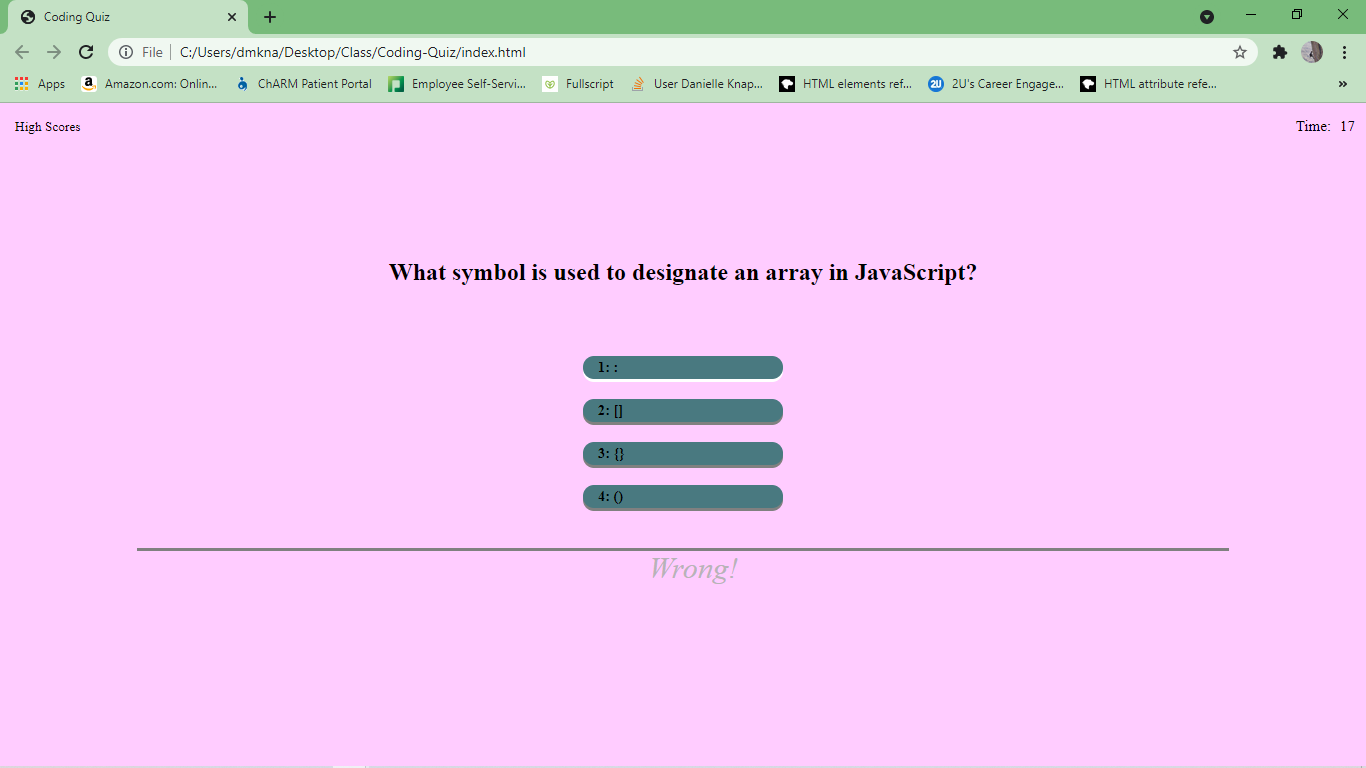 Coding Quiz
File C:/Users/dmkna/Desktop/Class/Coding-Quiz/index.html
Apps Amazon.com: Onlin... ChARM Patient Portal Employee Self-Servi... Fullscript User Danielle Knap... HTML elements ref... 2U 2U's Career Engage... HTML attribute refe... »
High Scores Time: 17
What symbol is used to designate an array in JavaScript?
1: :
2: []
3: {}
4: ()
Wrong!